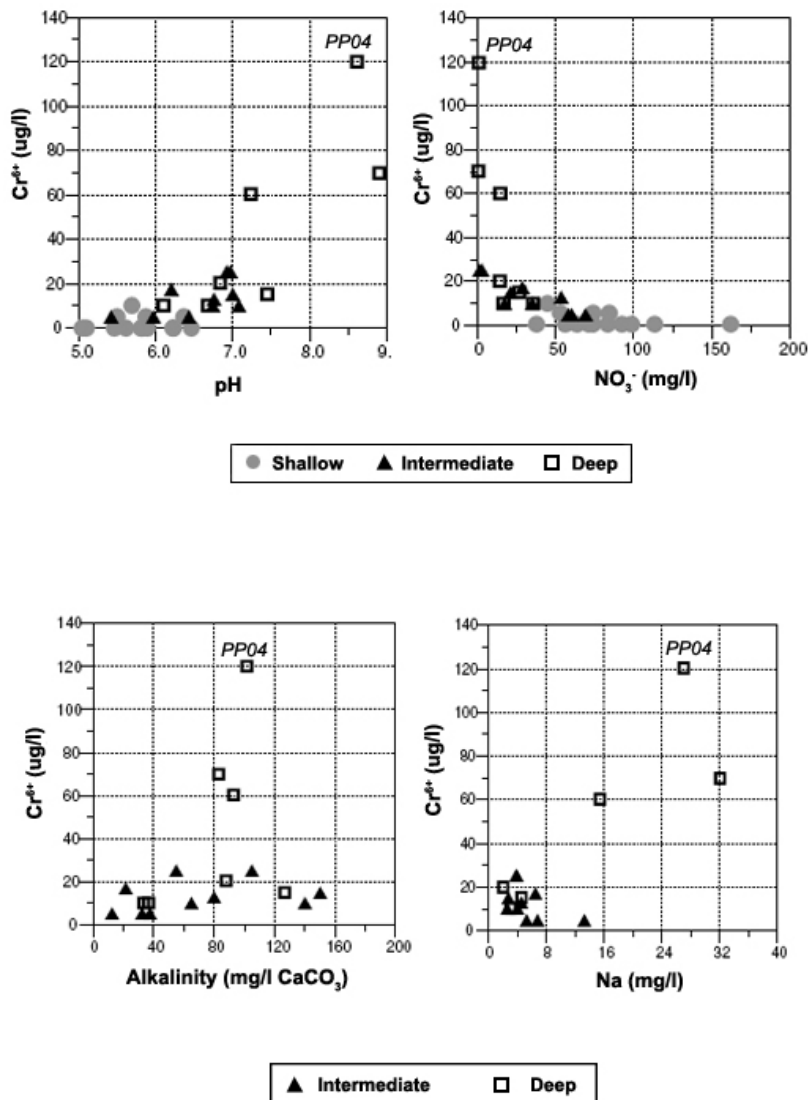 140
120
100
80
60
40
20
0
Cr6+ (ug/l)
PP04
5.0 6.0 7.0 8.0 9.
pH
140
120
100
80
60
40
20
0
Cr6+ (ug/l)
PP04
0 50 100 150 200
NO3- (mg/l)
Shallow Intermediate Deep
140
120
100
80
60
40
20
0
Cr6+ (ug/l)
PP04
0 40 80 120 160 200
Alkalinity (mg/l CaCO3)
140
120
100
80
60
40
20
0
Cr6+ (ug/l)
PP04
0 8 16 24 32 40
Na (mg/l)
Intermediate Deep